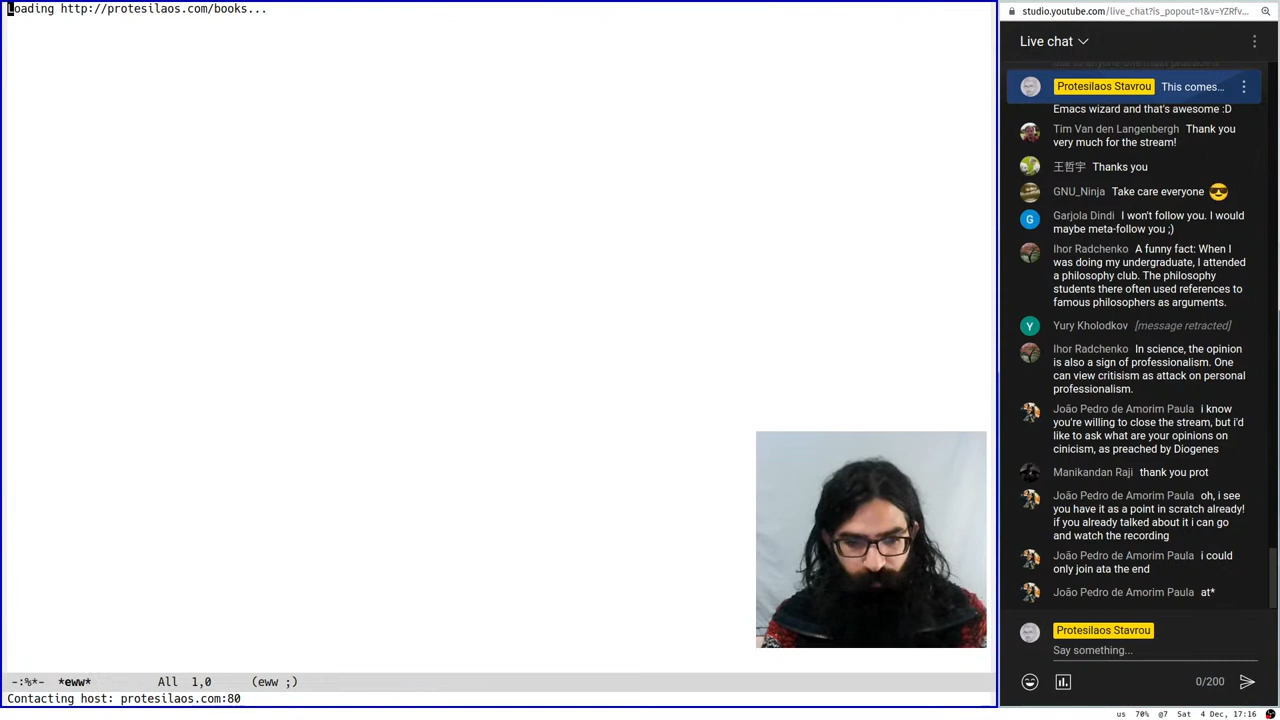 Loading http://protesilaos.com/books...
-:%*-  *eww*      All  1,0      (eww ;)
Contacting host: protesilaos.com:80
studio.youtube.com/live_chat?is_popout=1&v=YZRfv...
Live chat
Protesilaos Stavrou This comes...
Emacs wizard and that's awesome :D
Tim Van den Langenbergh Thank you
very much for the stream!
王哲宇 Thanks you
GNU_Ninja Take care everyone 😎
G
Garjola Dindi I won't follow you. I would
maybe meta-follow you ;)
Ihor Radchenko A funny fact: When I
was doing my undergraduate, I attended
a philosophy club. The philosophy
students there often used references to
famous philosophers as arguments.
Y
Yury Kholodkov [message retracted]
Ihor Radchenko In science, the opinion
is also a sign of professionalism. One
can view critisism as attack on personal
professionalism.
João Pedro de Amorim Paula i know
you're willing to close the stream, but i'd
like to ask what are your opinions on
cinicism, as preached by Diogenes
Manikandan Raji thank you prot
João Pedro de Amorim Paula oh, i see
you have it as a point in scratch already!
if you already talked about it i can go
and watch the recording
João Pedro de Amorim Paula i could
only join ata the end
João Pedro de Amorim Paula at*
Protesilaos Stavrou
Say something...
0/200
us 70% @7 Sat 4 Dec, 17:16